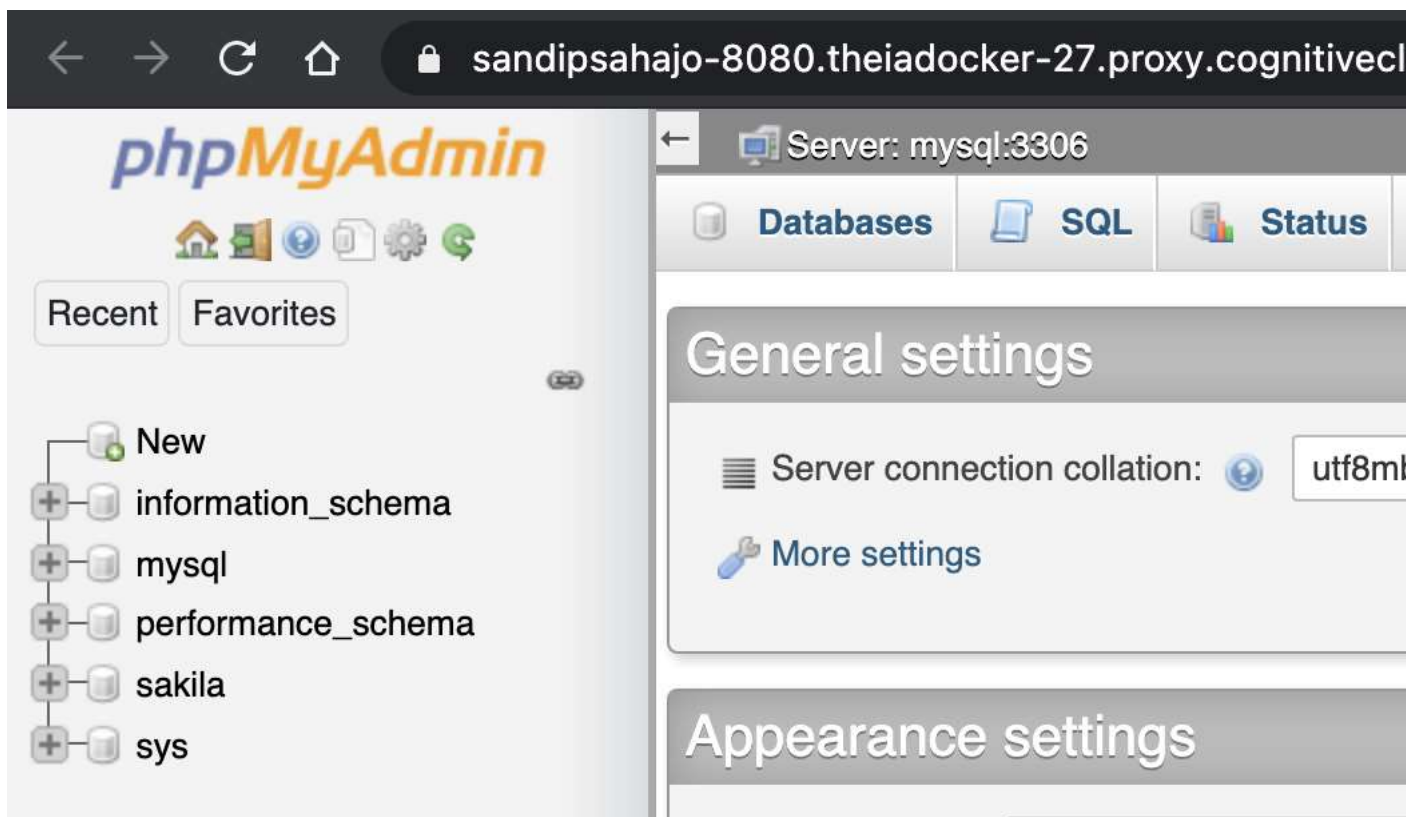 sandipsahajo-8080.theiadocker-27.proxy.cognitivecl
phpMyAdmin
Recent Favorites
New
information_schema
mysql
performance_schema
sakila
sys
Server: mysql:3306
Databases SQL Status
General settings
Server connection collation: utf8mb
More settings
Appearance settings